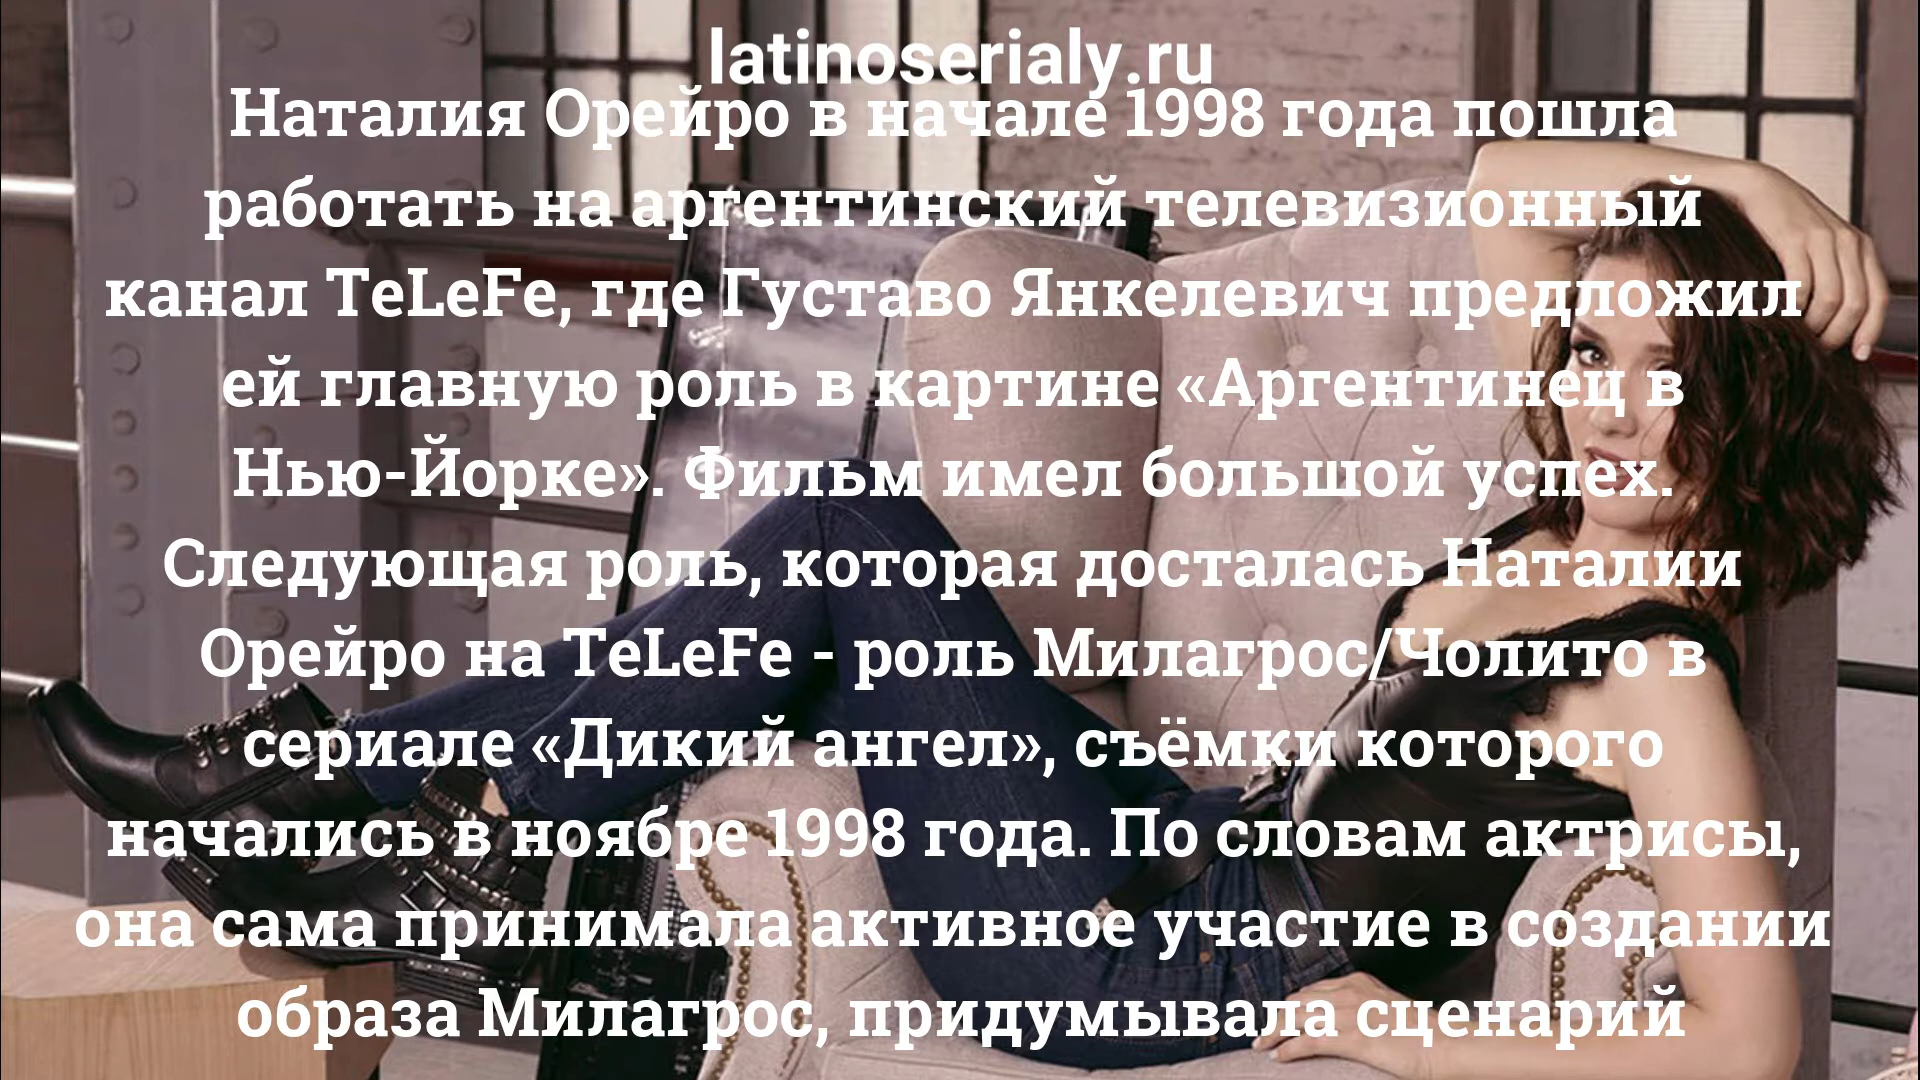 latinoserialy.ru
Наталия Орейро в начале 1998 года пошла
работать на аргентинский телевизионный
канал TeLeFe, где Густаво Янкелевич предложил
ей главную роль в картине «Аргентинец в
Нью-Йорке». Фильм имел большой успех.
Следующая роль, которая досталась Наталии
Орейро на TeLeFe - роль Милагрос/Чолито в
сериале «Дикий ангел», съёмки которого
начались в ноябре 1998 года. По словам актрисы,
она сама принимала активное участие в создании
образа Милагрос, придумывала сценарий